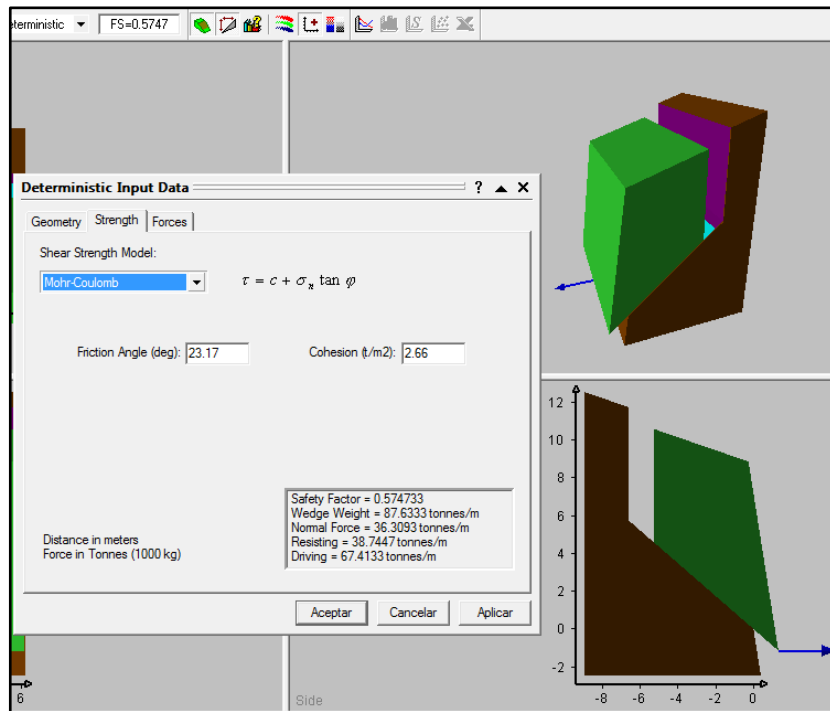 eterministic FS=0.5747
Deterministic Input Data ? X
Geometry Strength Forces
Shear Strength Model:
Mohr-Coulomb τ = c + σn tan φ
Friction Angle (deg): 23.17 Cohesion (t/m2): 2.66
Safety Factor = 0.574733
Wedge Weight = 87.6333 tonnes/m
Normal Force = 36.3093 tonnes/m
Resisting = 38.7447 tonnes/m
Driving = 67.4133 tonnes/m
Distance in meters
Force in Tonnes (1000 kg)
Aceptar Cancelar Aplicar
12
10
8
6
4
2
0
-2
-8 -6 -4 -2 0
6
Side